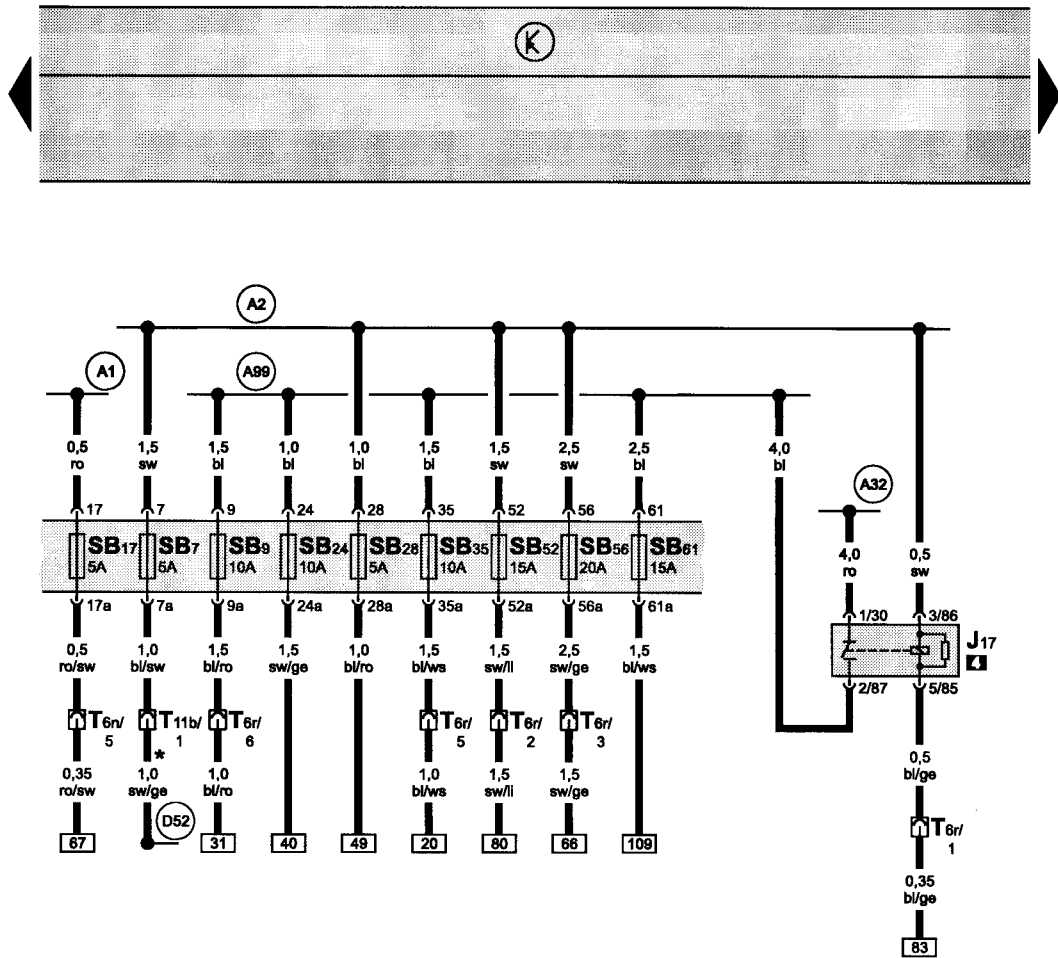 K
A2
A1 A99
0,5 1,5 1,5 1,0 1,0 1,5 1,5 2,5 2,5 4,0
ro sw bl bl bl bl sw sw bl bl
A32
17 7 9 24 28 35 52 56 61
SB17 SB7 SB9 SB24 SB28 SB35 SB52 SB56 SB61
5A 5A 10A 10A 5A 10A 15A 20A 15A
4,0 0,5
ro sw
17a 7a 9a 24a 28a 35a 52a 56a 61a
1/30 3/86
J17
4
2/87 5/85
0,5 1,0 1,5 1,5 1,0 1,5 1,5 2,5 1,5
ro/sw bl/sw bl/ro sw/ge bl/ro bl/ws sw/li sw/ge bl/ws
T6n/ T11b/ T6r/ T6r/ T6r/ T6r/
5 1 6 5 2 3
*
0,35 1,0 1,0 1,0 1,5 1,5
ro/sw sw/ge bl/ro bl/ws sw/li sw/ge
0,5
bl/ge
D52
67 31 40 49 20 80 66 109
T6r/
1
0,35
bl/ge
83